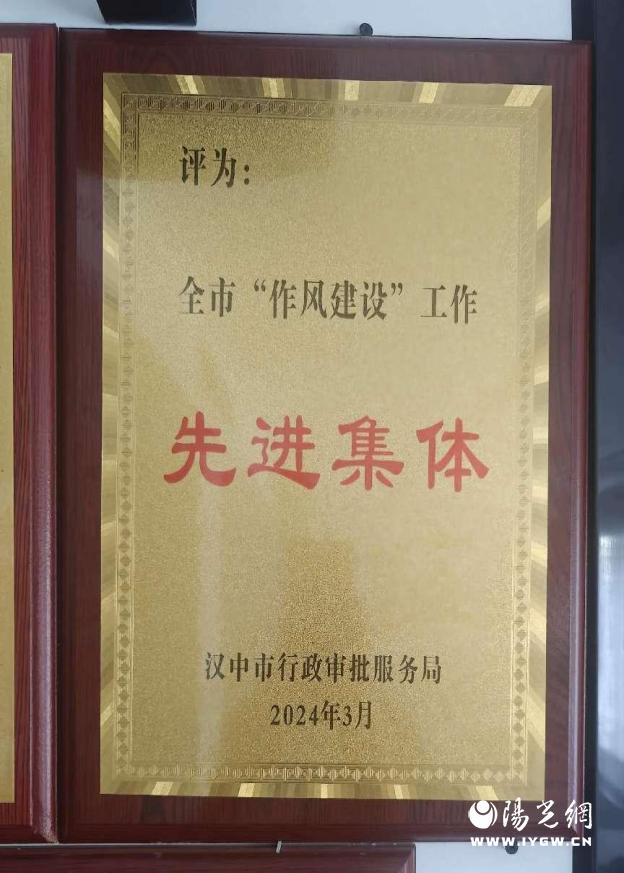 评为：
全市“作风建设”工作
先进集体
汉中市行政审批服务局
2024年3月
陽光網
WWW.IYGW.CN